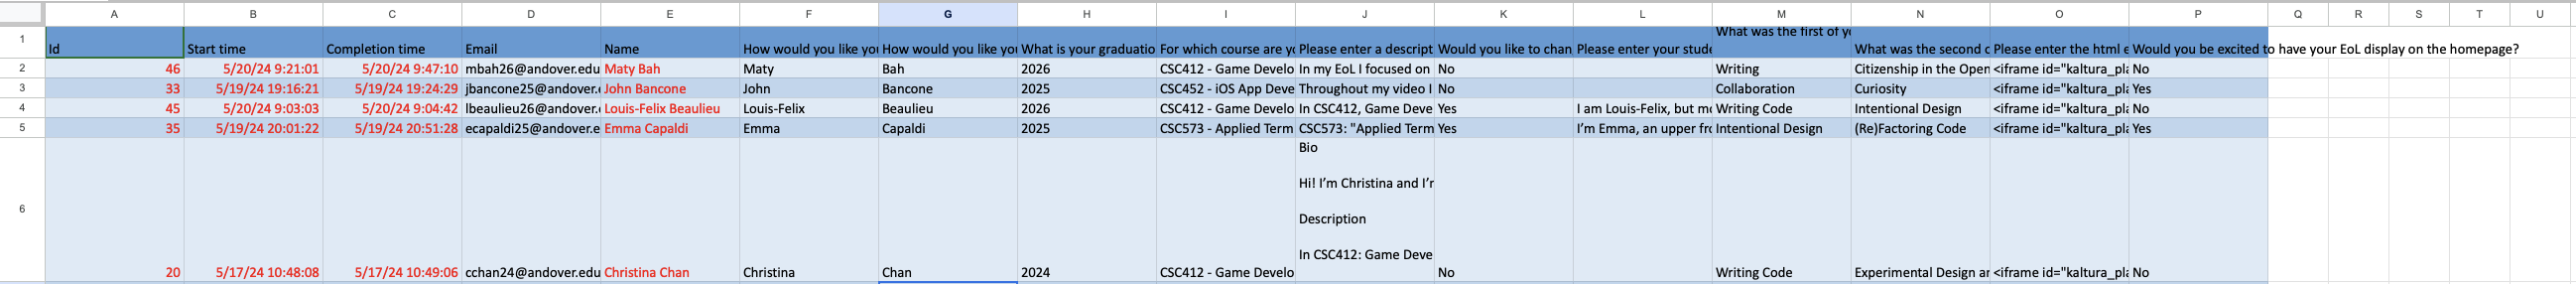 A B C D E F G H I J K L M N O P Q R S T U
1 Id Start time Completion time Email Name How would you like you How would you like you What is your graduatio For which course are yo Please enter a descript Would you like to chan Please enter your stude What was the first of yo What was the second o Please enter the html e Would you be excited to have your EoL display on the homepage?
2 46 5/20/24 9:21:01 5/20/24 9:47:10 mbah26@andover.edu Maty Bah Maty Bah 2026 CSC412 - Game Develo In my EoL I focused on No Writing Citizenship in the Open <iframe id="kaltura_pla No
3 33 5/19/24 19:16:21 5/19/24 19:24:29 jbancone25@andover.e John Bancone John Bancone 2025 CSC452 - iOS App Deve Throughout my video I No Collaboration Curiosity <iframe id="kaltura_pla Yes
4 45 5/20/24 9:03:03 5/20/24 9:04:42 lbeaulieu26@andover. Louis-Felix Beaulieu Louis-Felix Beaulieu 2026 CSC412 - Game Develo In CSC412, Game Deve Yes I am Louis-Felix, but mo Writing Code Intentional Design <iframe id="kaltura_pla No
5 35 5/19/24 20:01:22 5/19/24 20:51:28 ecapaldi25@andover.e Emma Capaldi Emma Capaldi 2025 CSC573 - Applied Term CSC573: "Applied Term Yes I'm Emma, an upper fro Intentional Design (Re)Factoring Code <iframe id="kaltura_pla Yes
Bio
Hi! I'm Christina and I'm
Description
In CSC412: Game Deve
6 20 5/17/24 10:48:08 5/17/24 10:49:06 cchan24@andover.edu Christina Chan Christina Chan 2024 CSC412 - Game Develo No Writing Code Experimental Design an <iframe id="kaltura_pla No